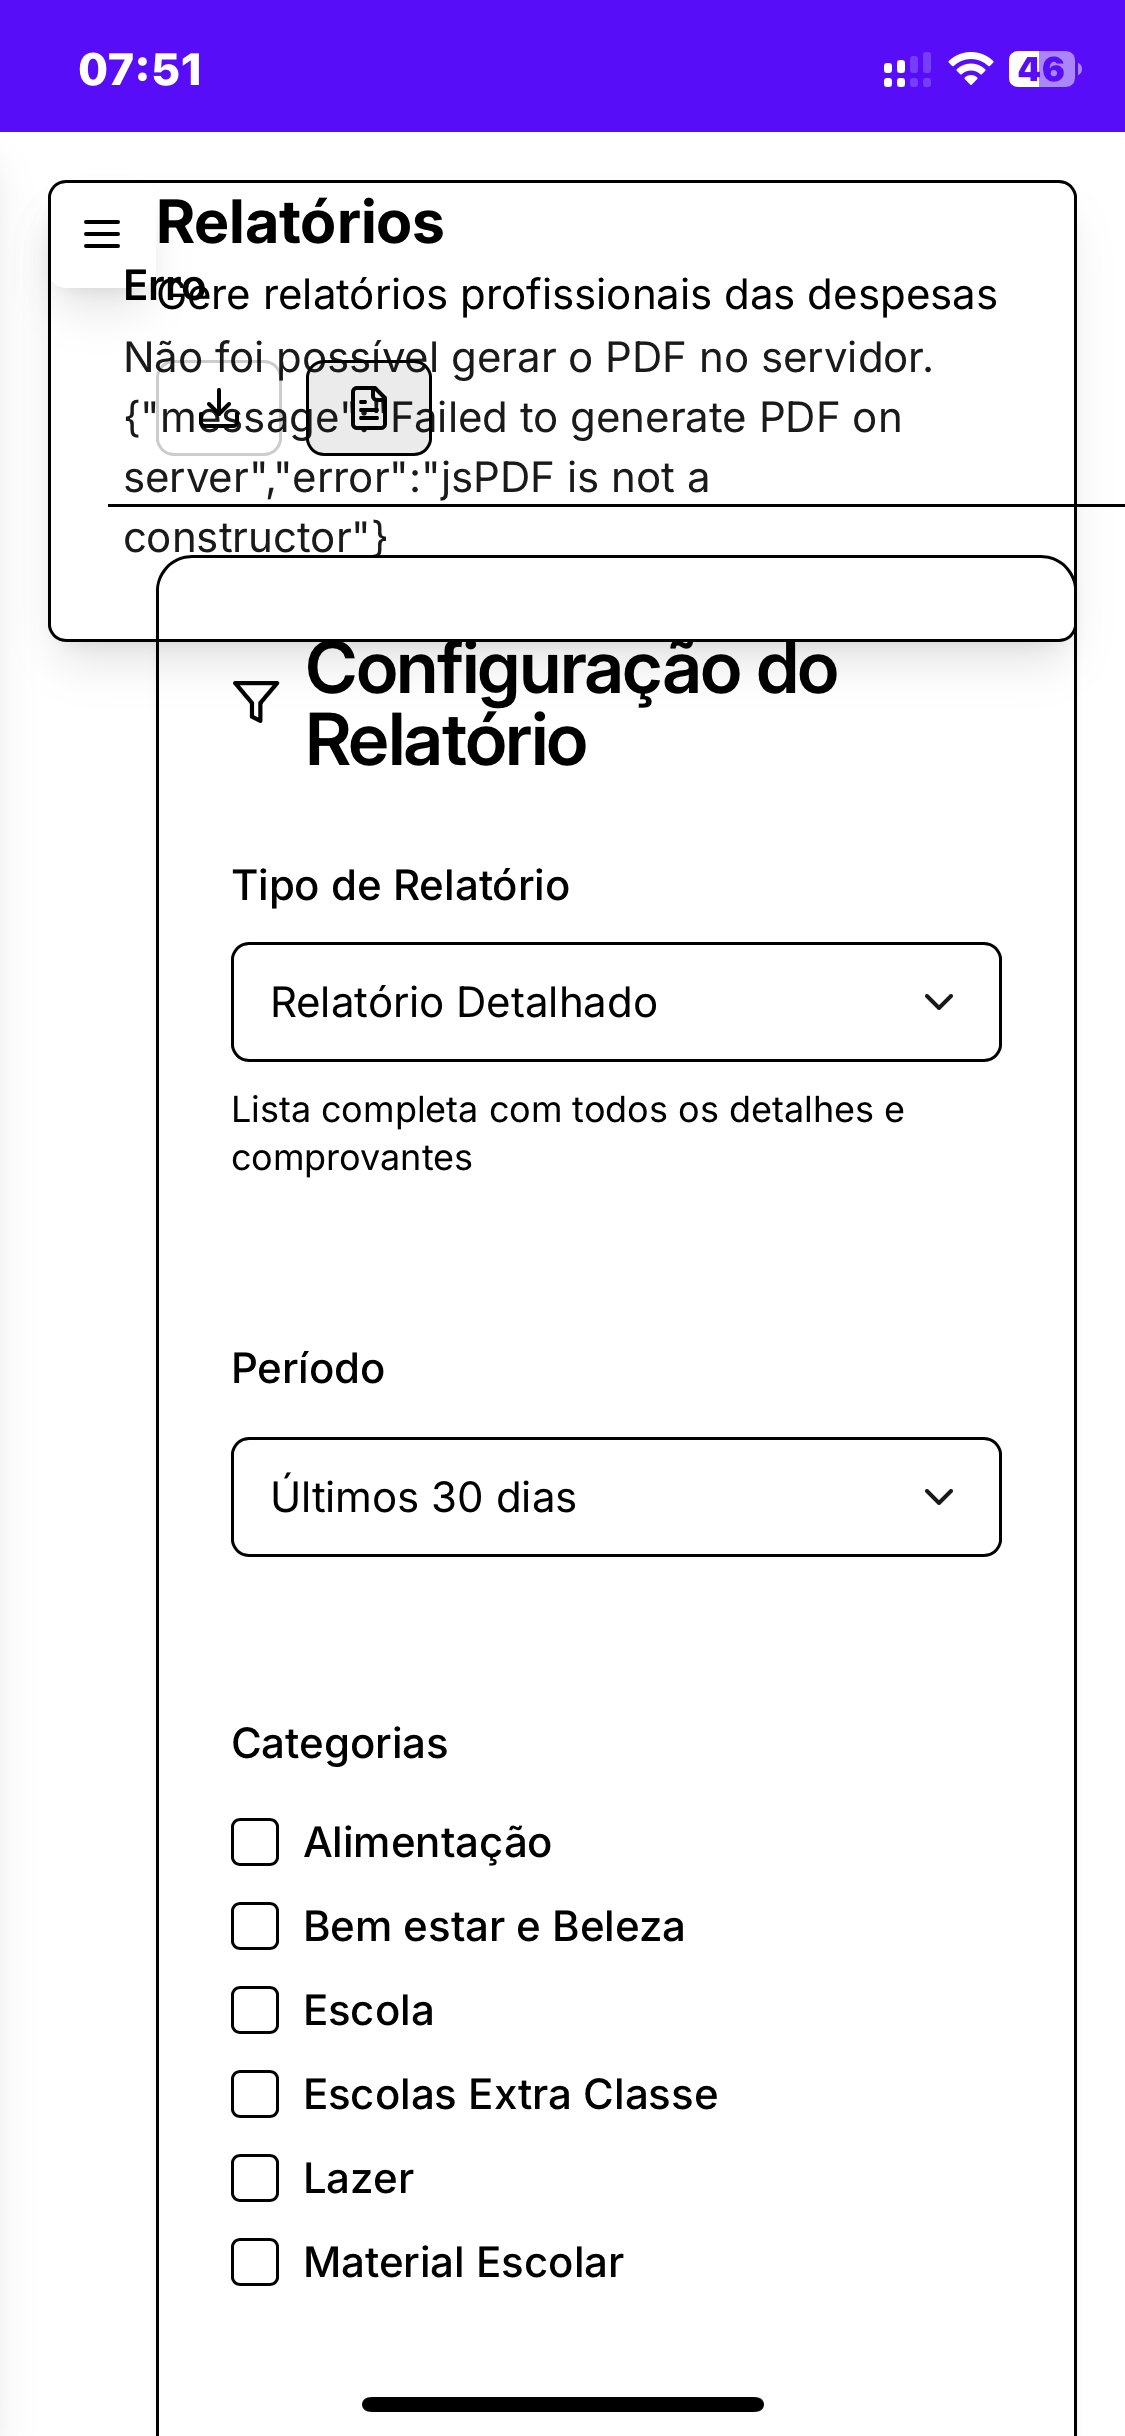 07:51
46
Relatórios
Erro
Gere relatórios profissionais das despesas
Não foi possível gerar o PDF no servidor.
{"message":"Failed to generate PDF on
server","error":"jsPDF is not a
constructor"}
Configuração do
Relatório
Tipo de Relatório
Relatório Detalhado
Lista completa com todos os detalhes e
comprovantes
Período
Últimos 30 dias
Categorias
Alimentação
Bem estar e Beleza
Escola
Escolas Extra Classe
Lazer
Material Escolar